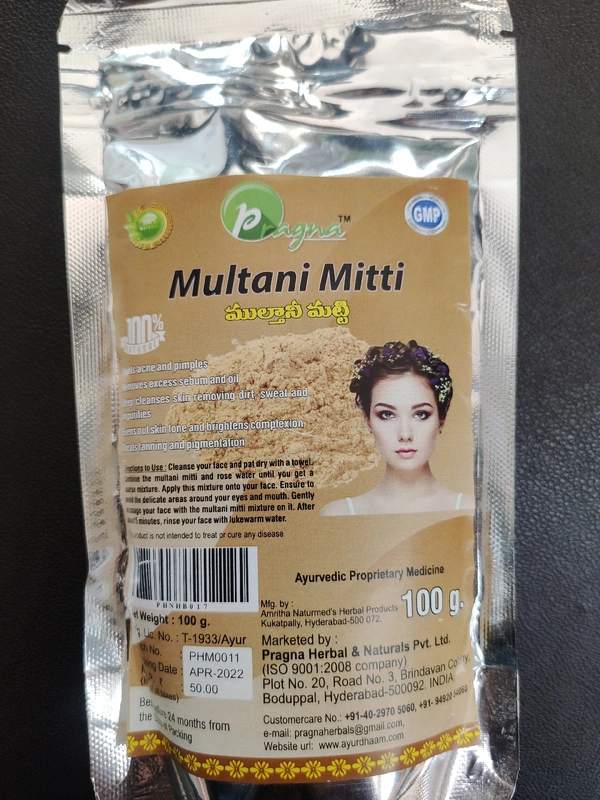 Pragna™
GMP
Multani Mitti
ముల్తానీ మట్టి
100%
acne and pimples
excess sebum and oil
cleanses skin removing dirt, sweat and
out skin tone and brightens complexion
tanning and pigmentation
to Use : Cleanse your face and pat dry with a towel.
the multani mitti and rose water until you get a
mixture. Apply this mixture onto your face. Ensure to
the delicate areas around your eyes and mouth. Gently
your face with the multani mitti mixture on it. After
minutes, rinse your face with lukewarm water.
product is not intended to treat or cure any disease
PHNHB017
Weight : 100 g.
Lic. No. : T-1933/Ayur
No. : PHM0011
Date : APR-2022
50.00
24 months from
Packing
Ayurvedic Proprietary Medicine
Mfg. by :
Amritha Naturmed's Herbal Products
Kukatpally, Hyderabad-500 072.
100 g.
Marketed by :
Pragna Herbal & Naturals Pvt. Ltd.
(ISO 9001:2008 company)
Plot No. 20, Road No. 3, Brindavan
Boduppal, Hyderabad-500092. INDIA
Customercare No.: +91-40-2970 5060, +91-
e-mail: pragnaherbals@gmail.com,
Website url: www.ayurdhaam.com